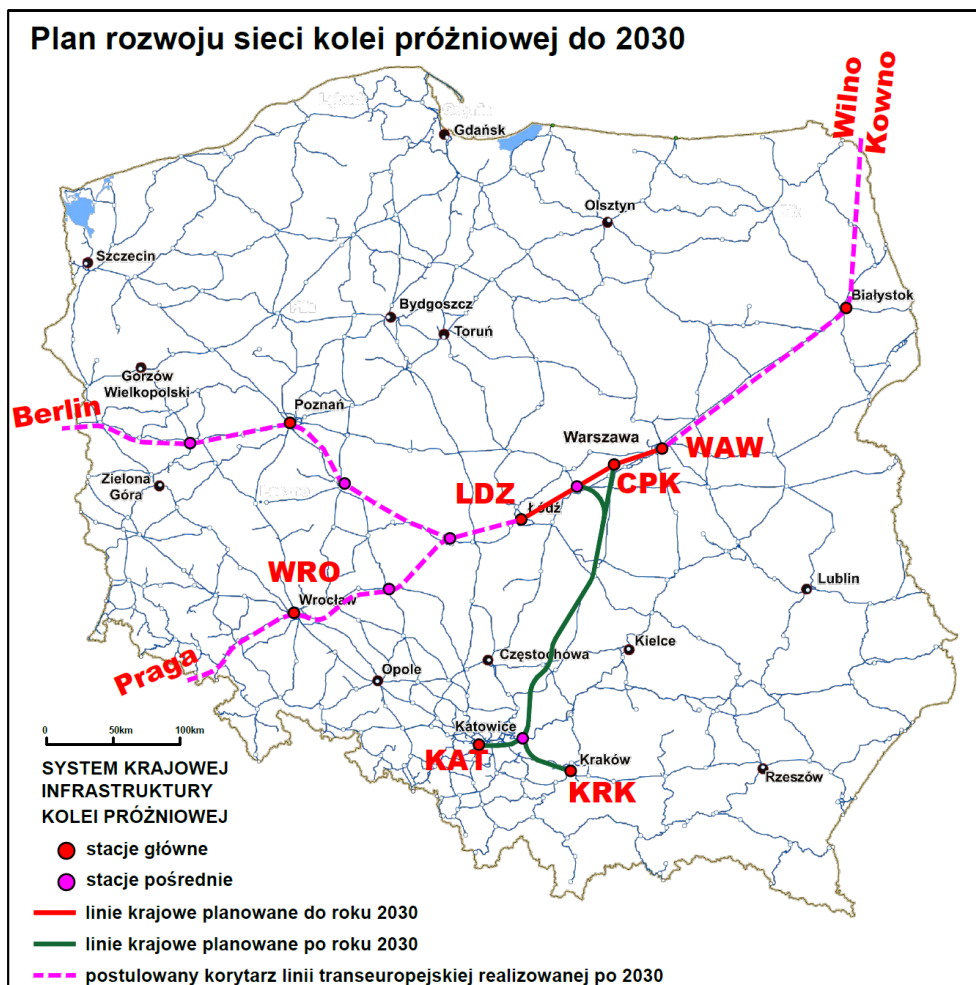 Plan rozwoju sieci kolei próżniowej do 2030
Wilno
Kowno
Gdańsk
Olsztyn
Szczecin
Białystok
Bydgoszcz
Toruń
Gorzów
Wielkopolski
Berlin
Poznań
Warszawa
WAW
CPK
Zielona
Góra
LDZ
Łódź
WRO
Wrocław
Lublin
Praga
Opole
Częstochowa
Kielce
Katowice
KAT
Kraków
KRK
Rzeszów
0 50km 100km
SYSTEM KRAJOWEJ
INFRASTRUKTURY
KOLEI PRÓŻNIOWEJ
stacje główne
stacje pośrednie
linie krajowe planowane do roku 2030
linie krajowe planowane po roku 2030
postulowany korytarz linii transeuropejskiej realizowanej po 2030